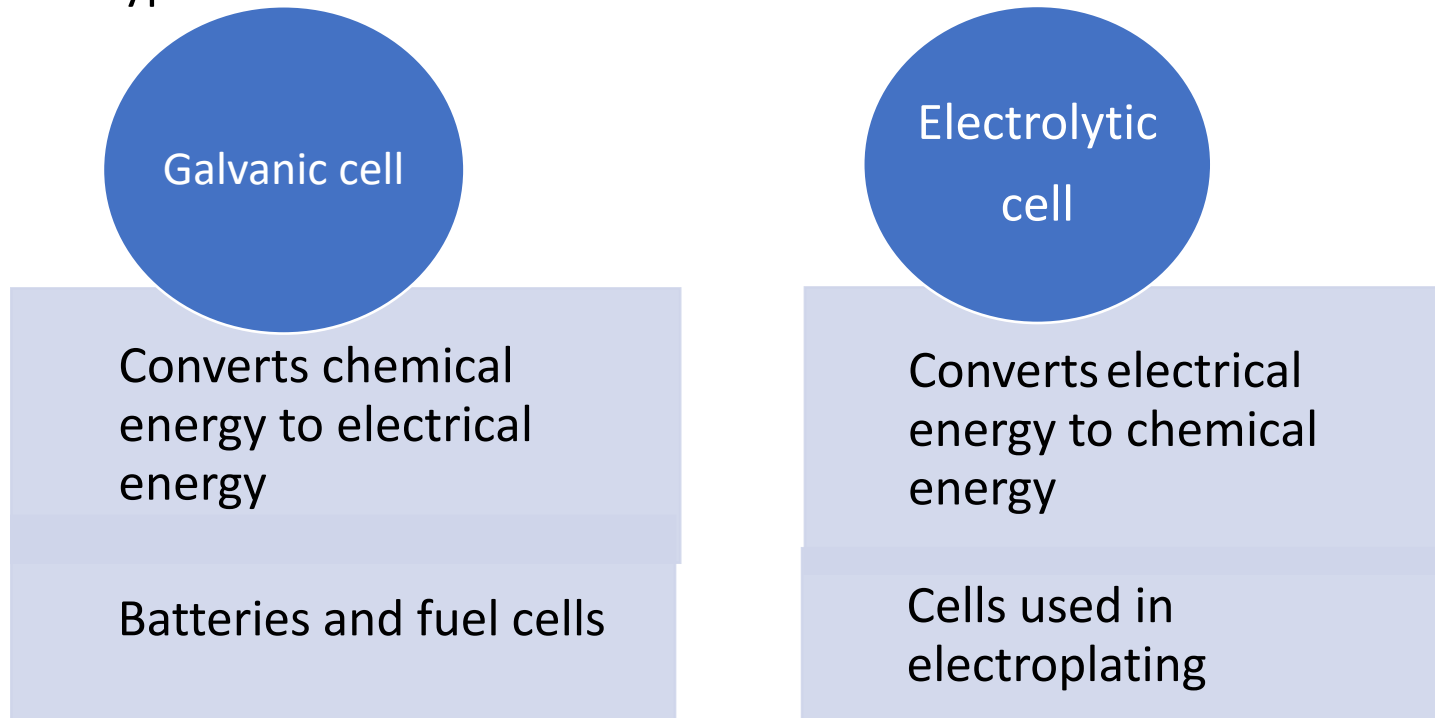 Galvanic cell
Converts chemical
energy to electrical
energy
Batteries and fuel cells
Electrolytic
cell
Converts electrical
energy to chemical
energy
Cells used in
electroplating